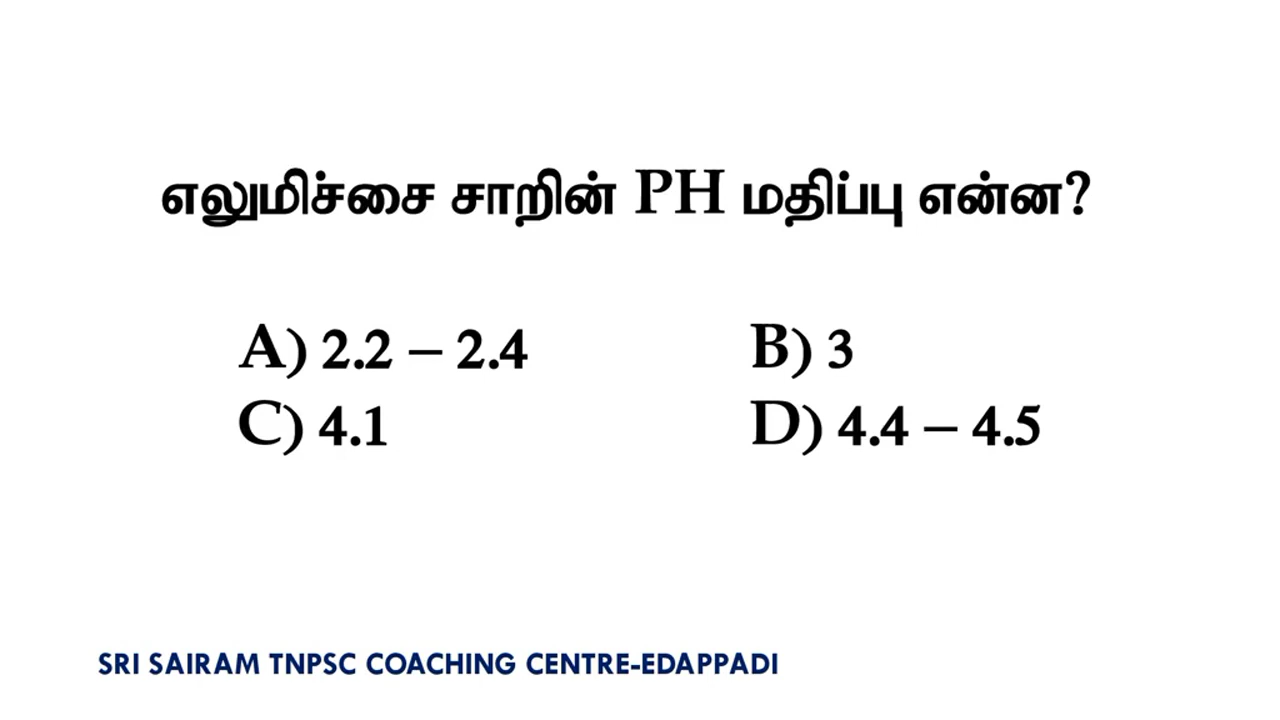 எலுமிச்சை சாறின் PH மதிப்பு என்ன?
A) 2.2 – 2.4 B) 3
C) 4.1 D) 4.4 – 4.5
SRI SAIRAM TNPSC COACHING CENTRE-EDAPPADI